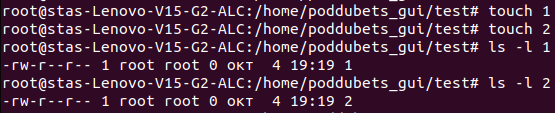 root@stas-Lenovo-V15-G2-ALC:/home/poddubets_gui/test# touch 1
root@stas-Lenovo-V15-G2-ALC:/home/poddubets_gui/test# touch 2
root@stas-Lenovo-V15-G2-ALC:/home/poddubets_gui/test# ls -l 1
-rw-r--r-- 1 root root 0 окт  4 19:19 1
root@stas-Lenovo-V15-G2-ALC:/home/poddubets_gui/test# ls -l 2
-rw-r--r-- 1 root root 0 окт  4 19:19 2